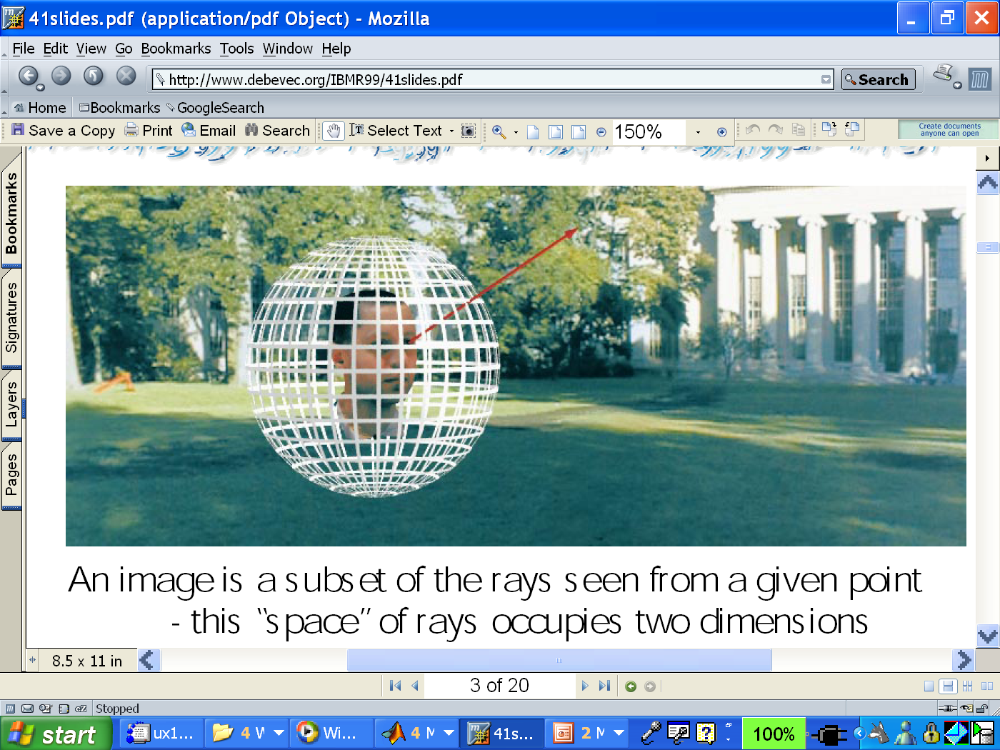 41slides.pdf (application/pdf Object) - Mozilla
File Edit View Go Bookmarks Tools Window Help
http://www.debevec.org/IBMR99/41slides.pdf
Search
Home Bookmarks GoogleSearch
Save a Copy Print Email Search Select Text 150%
Create documents
anyone can open
Bookmarks
Signatures
Layers
Pages
An image is a subset of the rays seen from a given point
- this “space” of rays occupies two dimensions
8.5 x 11 in
3 of 20
Stopped
start ux1... 4 W Wi... 4 M 41s... 2 M 100%